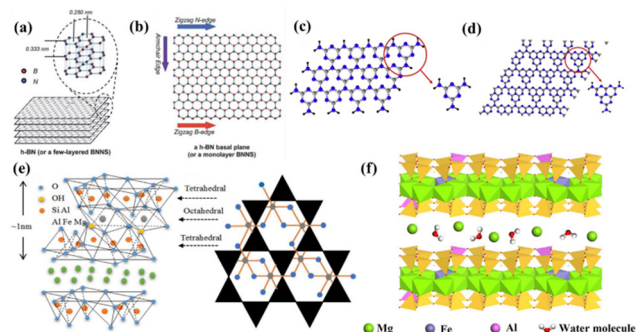 (a)
0.250 nm
0.333 nm
B
N
h-BN (or a few-layered BNNS)
(b)
Zigzag N-edge
Armchair Edge
Zigzag B-edge
a h-BN basal plane
(or a monolayer BNNS)
(c)
(d)
(e)
~1nm
O
OH
Si Al
Al Fe Mg
Tetrahedral
Octahedral
Tetrahedral
(f)
Mg
Fe
Al
Water molecule